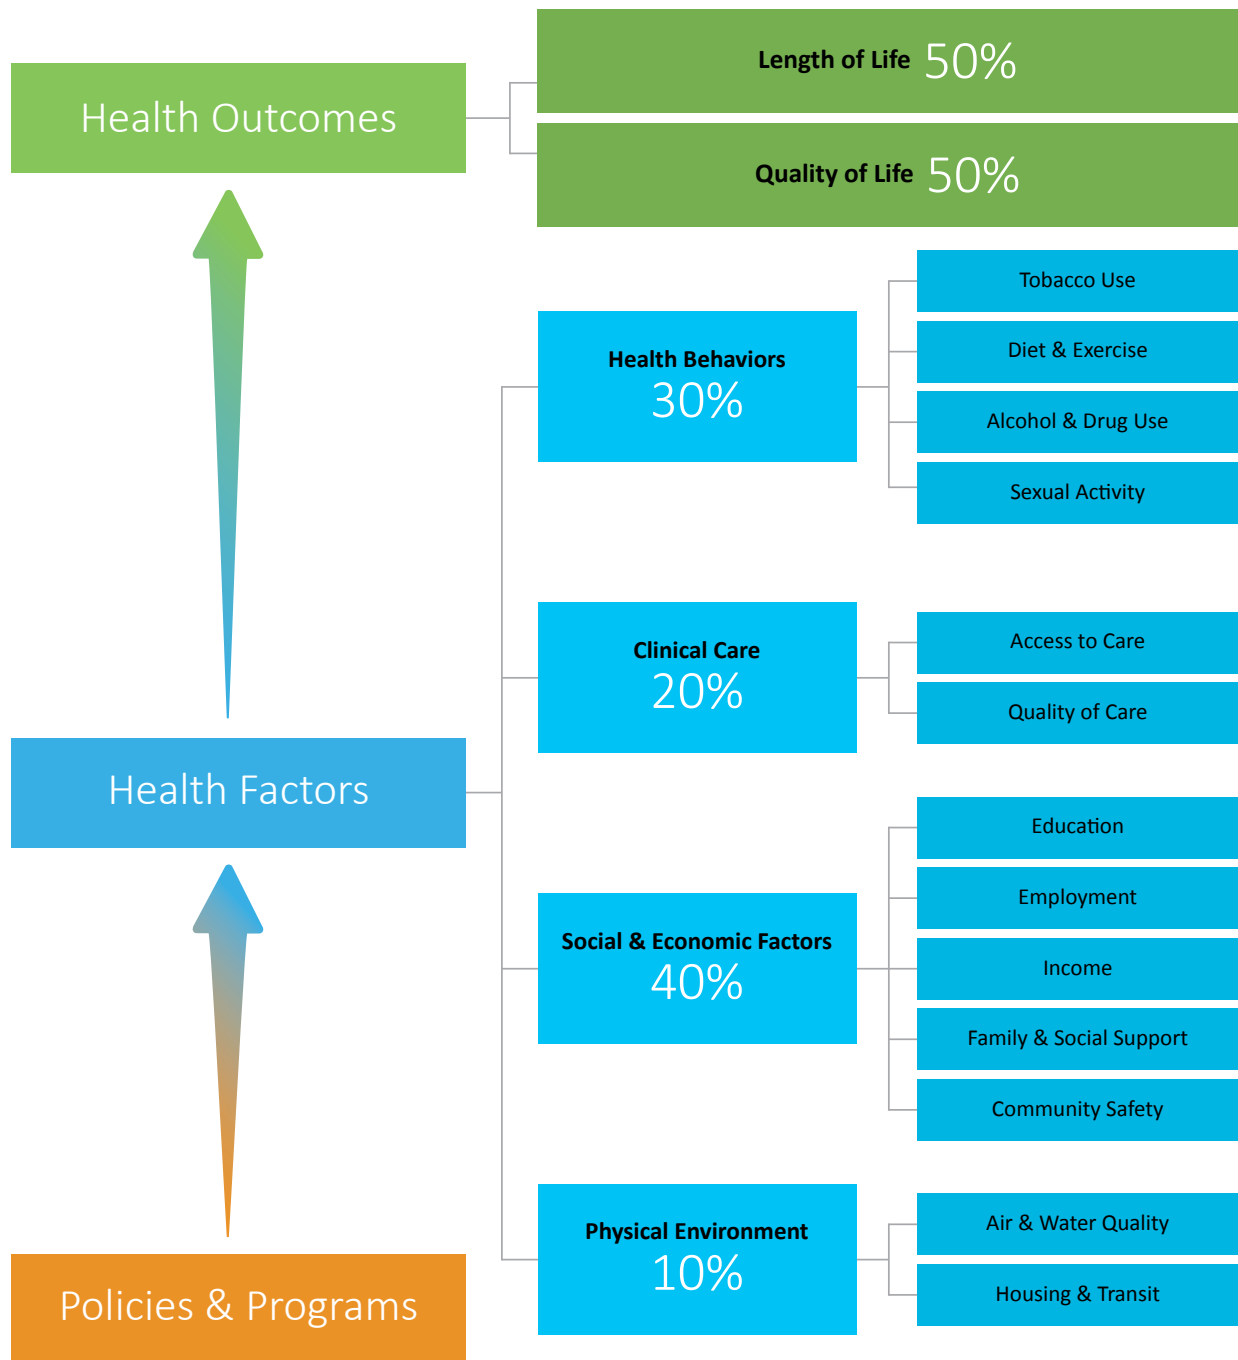 Health Outcomes
Length of Life 50%
Quality of Life 50%
Health Factors
Health Behaviors
30%
Tobacco Use
Diet & Exercise
Alcohol & Drug Use
Sexual Activity
Clinical Care
20%
Access to Care
Quality of Care
Social & Economic Factors
40%
Education
Employment
Income
Family & Social Support
Community Safety
Physical Environment
10%
Air & Water Quality
Housing & Transit
Policies & Programs